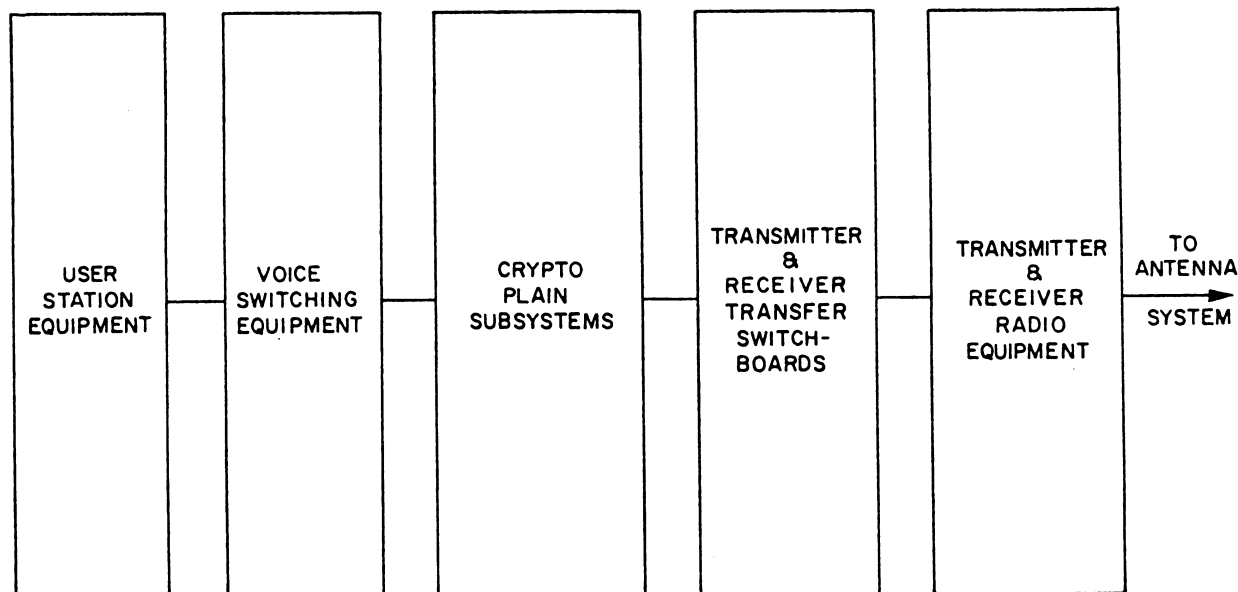 USER
STATION
EQUIPMENT
VOICE
SWITCHING
EQUIPMENT
CRYPTO
PLAIN
SUBSYSTEMS
TRANSMITTER
&
RECEIVER
TRANSFER
SWITCH-
BOARDS
TRANSMITTER
&
RECEIVER
RADIO
EQUIPMENT
TO
ANTENNA
SYSTEM